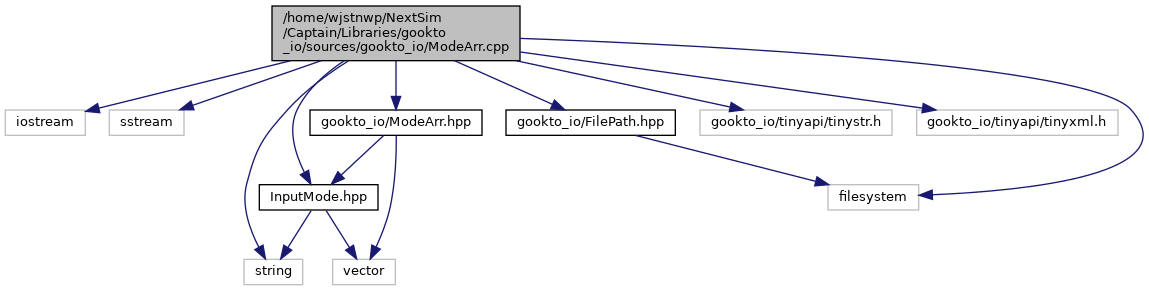 /home/wjstnwp/NextSim
/Captain/Libraries/gookto
_io/sources/gookto_io/ModeArr.cpp
iostream
sstream
gookto_io/ModeArr.hpp
gookto_io/FilePath.hpp
gookto_io/tinyapi/tinystr.h
gookto_io/tinyapi/tinyxml.h
InputMode.hpp
filesystem
string
vector